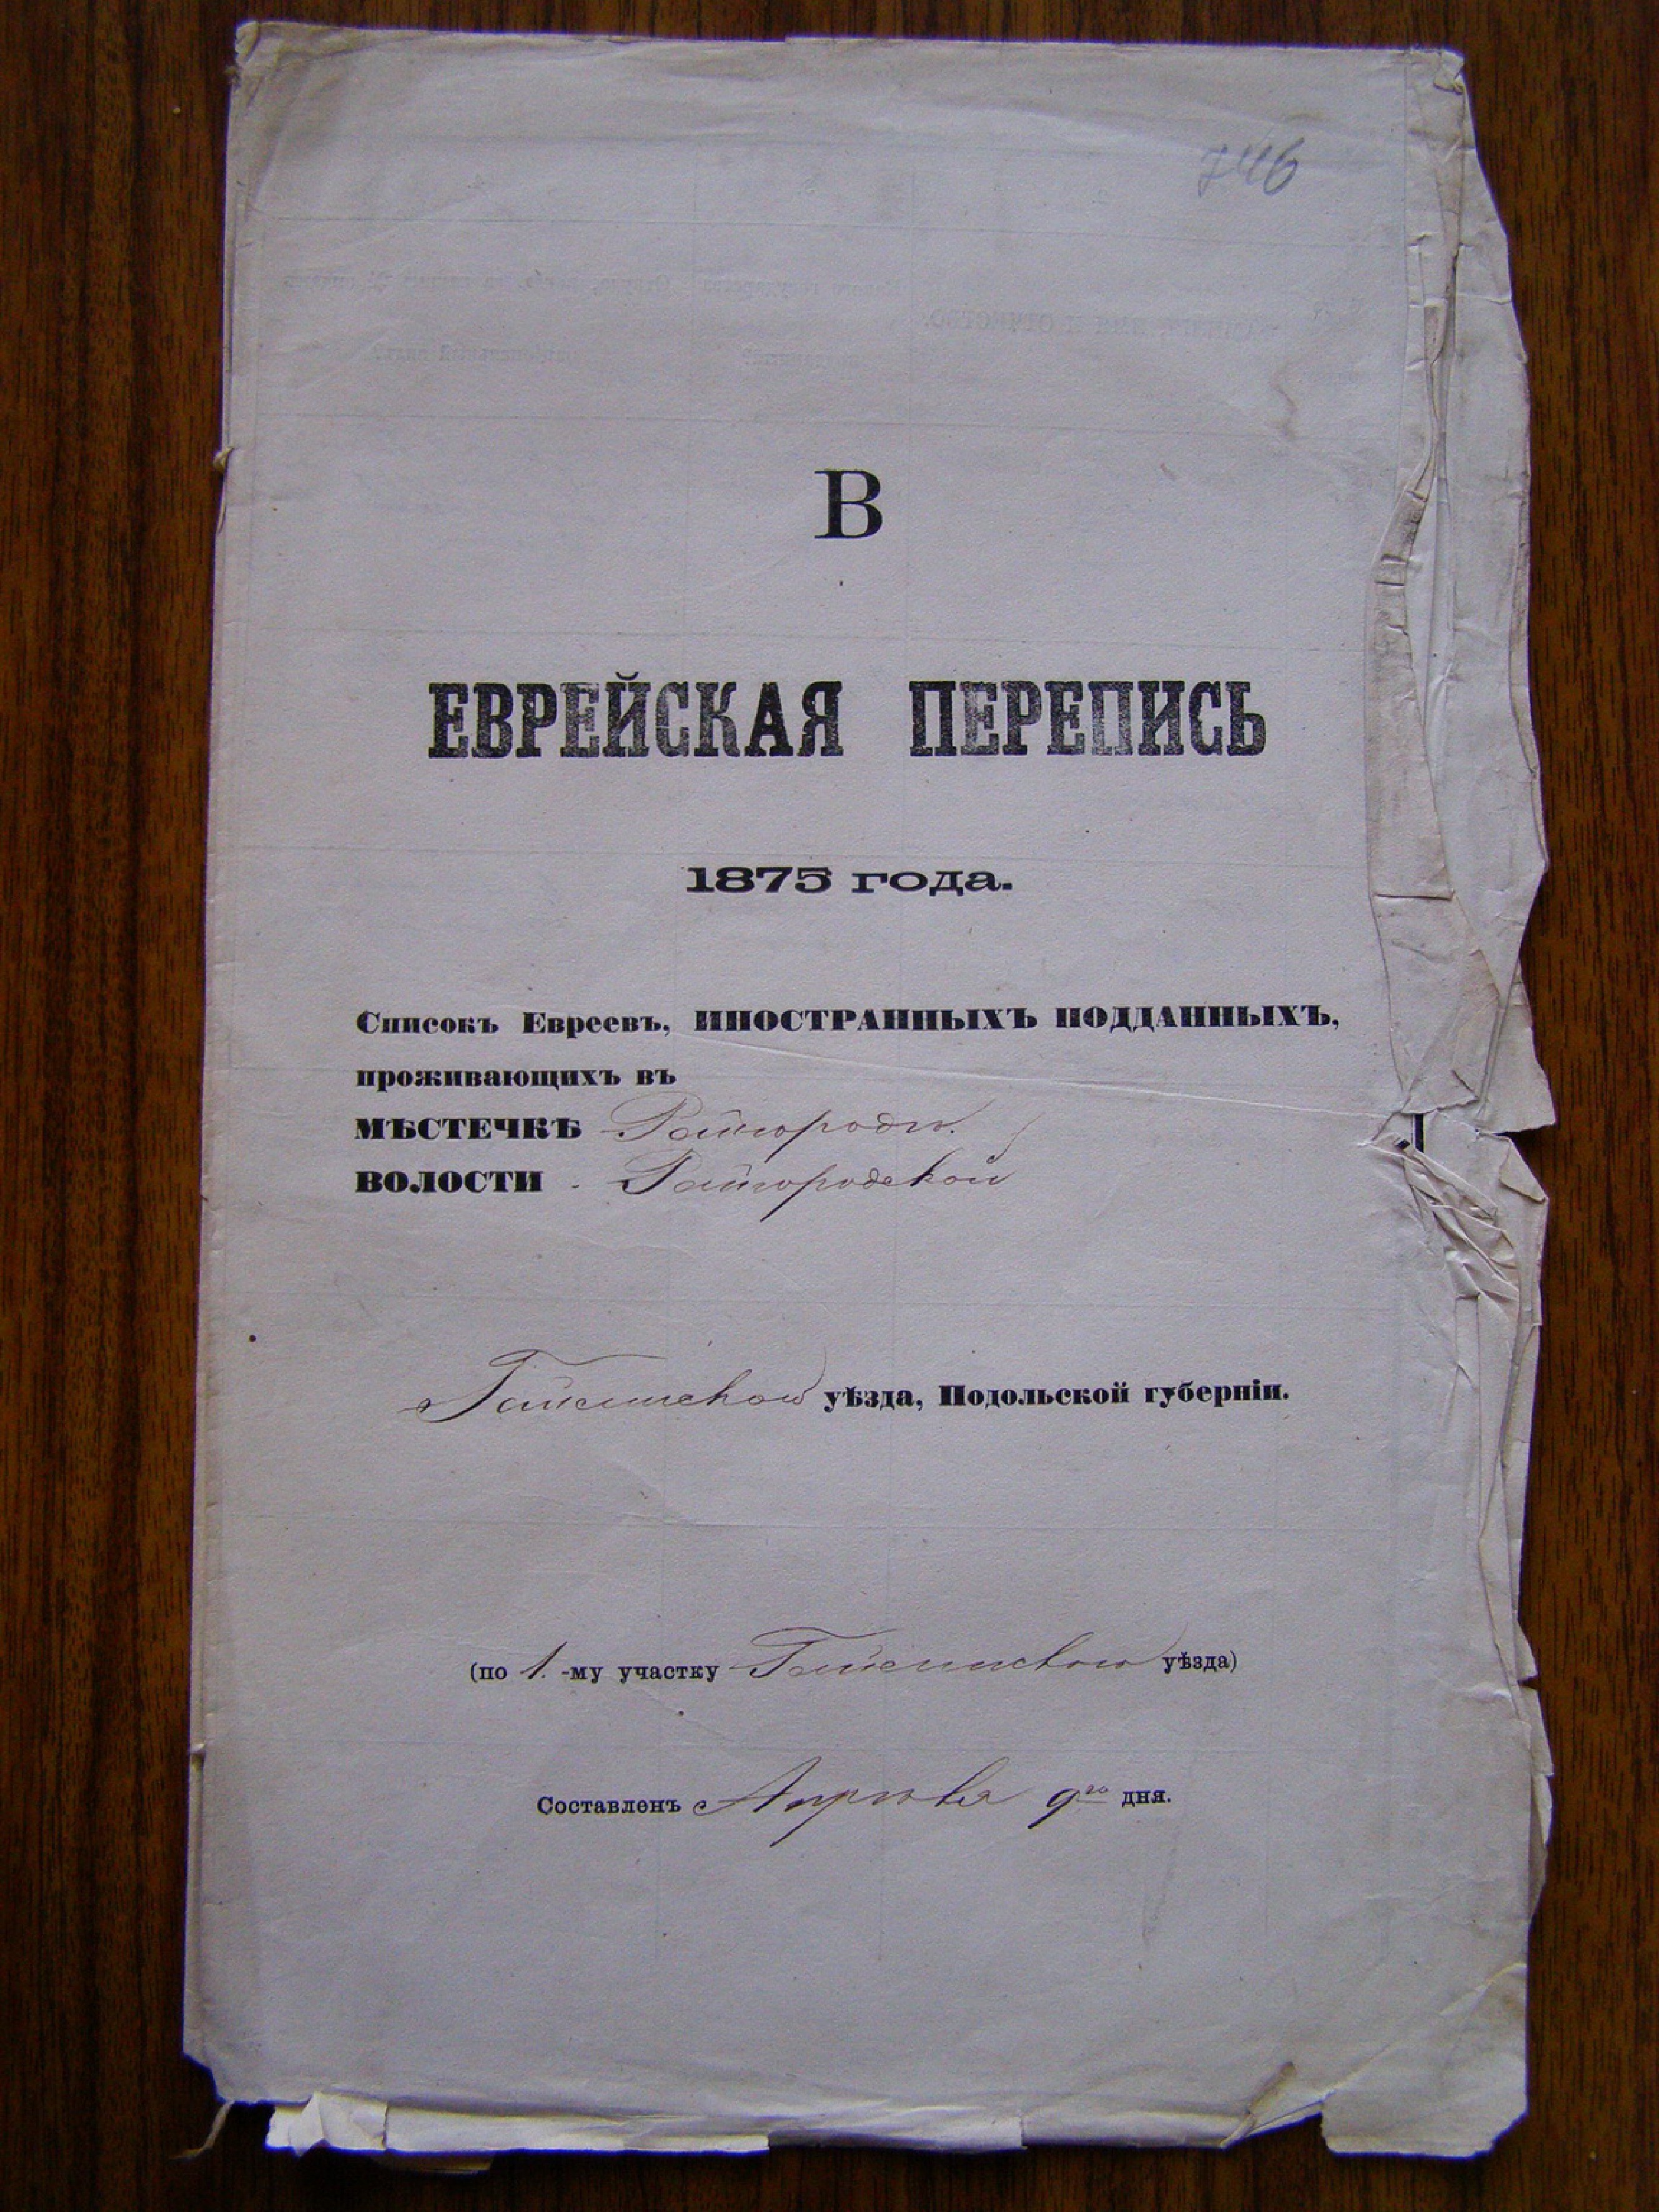 746
В
ЕВРЕЙСКАЯ ПЕРЕПИСЬ
1875 года.
Списокъ Евреевъ, ИНОСТРАННЫХЪ ПОДДАННЫХЪ,
проживающихъ въ
МѢСТЕЧКѢ Райгородѣ.
ВОЛОСТИ Райгородской
Гайсинскаго уѣзда, Подольской губерніи.
(по 1.-му участку Гайсинскаго уѣзда)
Составленъ Апрѣля 9го дня.